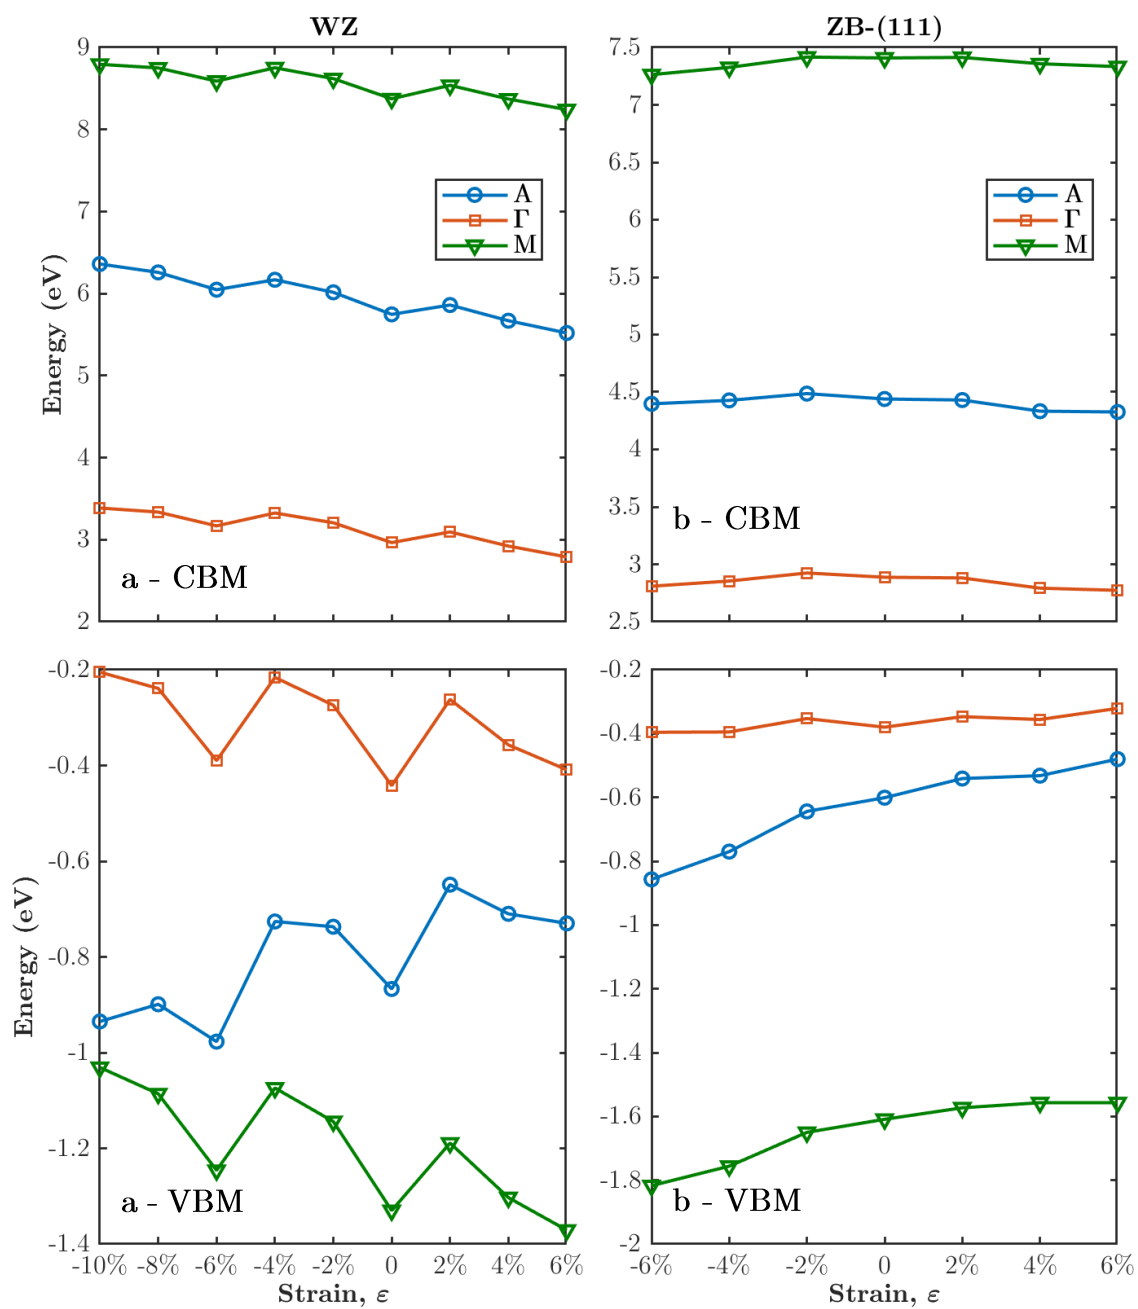 WZ
9
8
7
6
5
4
3
2
Energy (eV)
A
Γ
M
a - CBM
ZB-(111)
7.5
7
6.5
6
5.5
5
4.5
4
3.5
3
2.5
A
Γ
M
b - CBM
-0.2
-0.4
-0.6
-0.8
-1
-1.2
-1.4
Energy (eV)
a - VBM
-10% -8% -6% -4% -2% 0 2% 4% 6%
Strain, ε
-0.2
-0.4
-0.6
-0.8
-1
-1.2
-1.4
-1.6
-1.8
-2
b - VBM
-6% -4% -2% 0 2% 4% 6%
Strain, ε